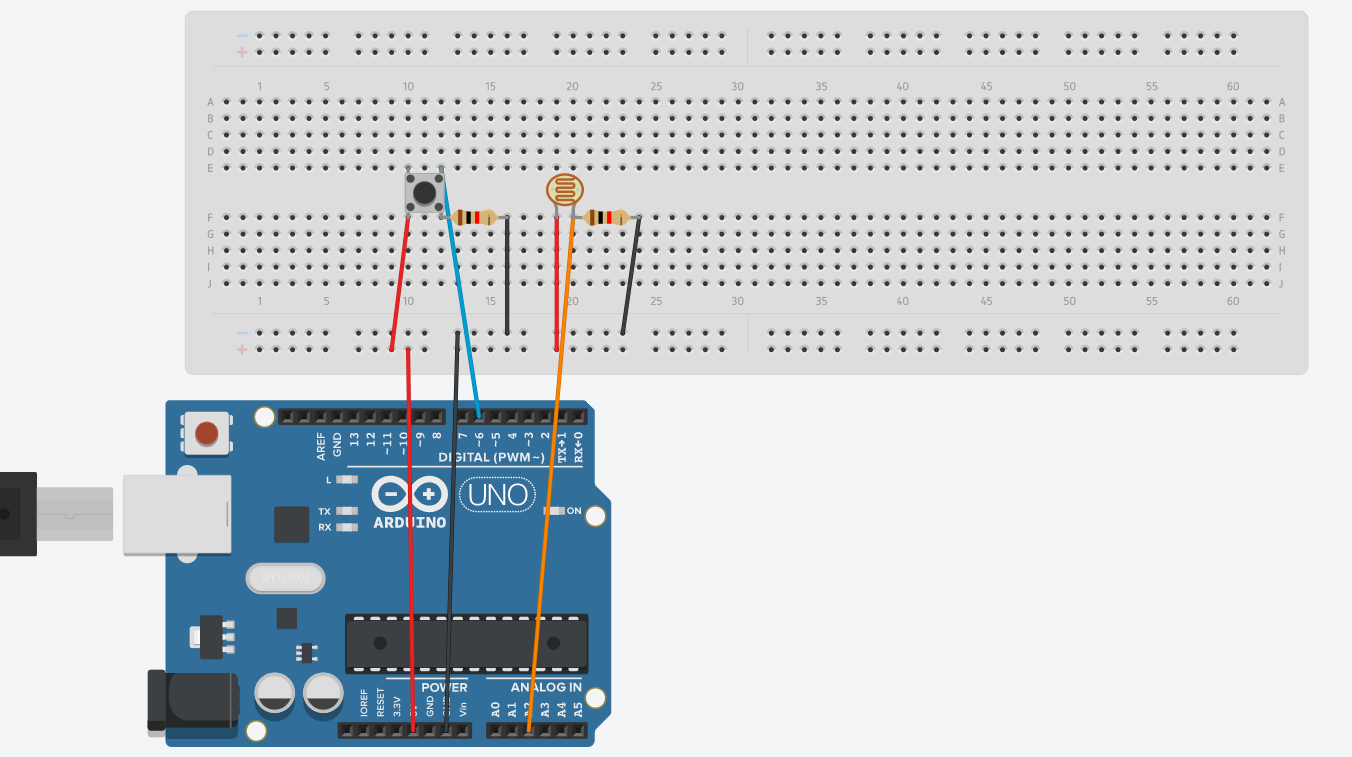 − −
+ +
1 5 10 15 20 25 30 35 40 45 50 55 60
A A
B B
C C
D D
E E
F F
G G
H H
I I
J J
1 5 10 15 20 25 30 35 40 45 50 55 60
−
+
AREF GND 13 12 ~11 ~10 ~9 8 7 ~6 ~5 4 ~3 2 TX→1 RX←0
DIGITAL (PWM~)
L
TX
RX
ARDUINO
UNO
ON
POWER
ANALOG IN
IOREF RESET 3.3V GND Vin A0 A1 A2 A3 A4 A5